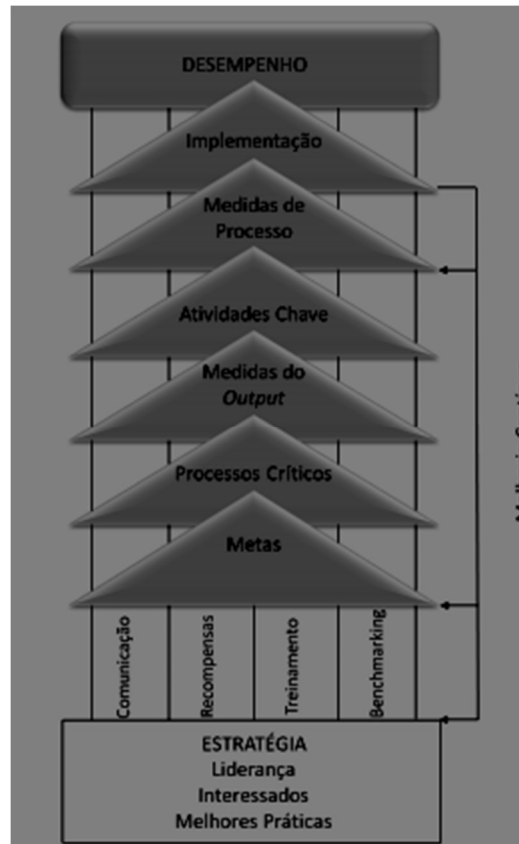 DESEMPENHO
Implementação
Medidas de
Processo
Atividades Chave
Medidas do
Output
Processos Críticos
Metas
Comunicação
Recompensas
Treinamento
Benchmarking
ESTRATÉGIA
Liderança
Interessados
Melhores Práticas